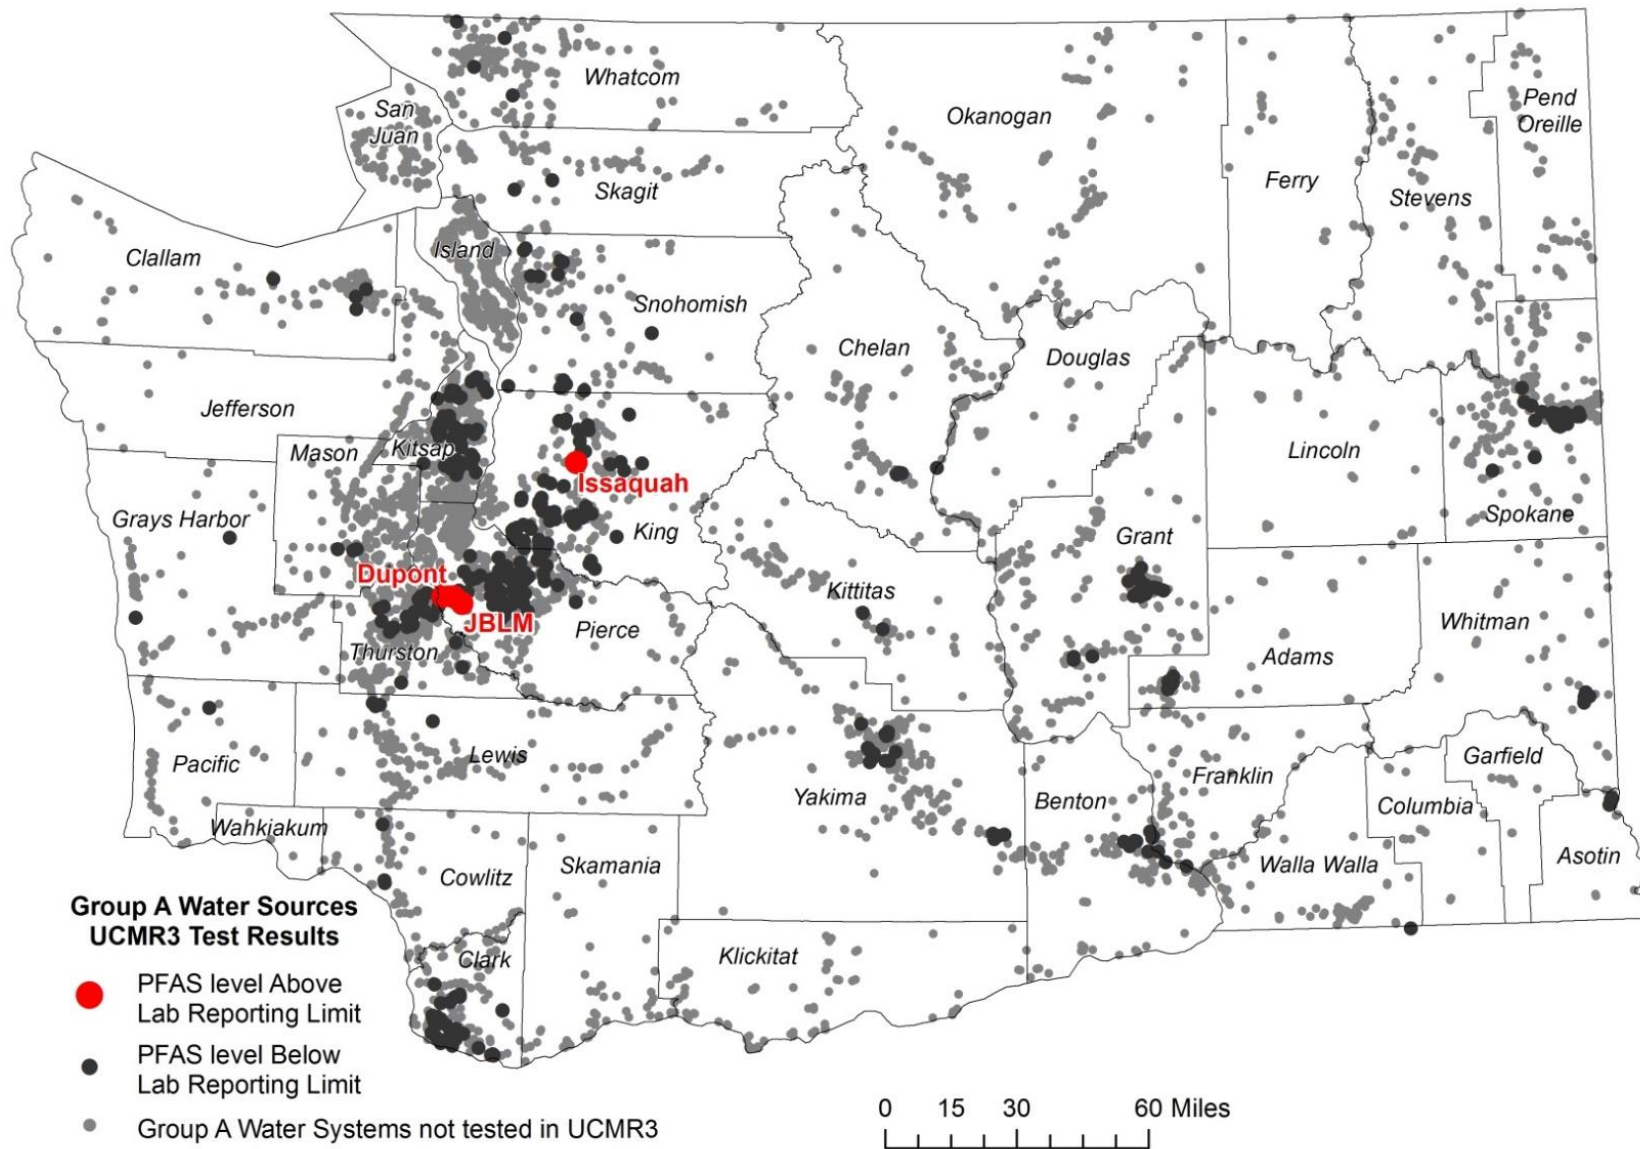 Whatcom
San
Juan
Okanogan
Pend
Oreille
Skagit
Ferry
Stevens
Clallam
Island
Snohomish
Chelan
Douglas
Jefferson
Mason
Kitsap
Lincoln
Issaquah
Grays Harbor
King
Grant
Spokane
Dupont
JBLM
Kittitas
Pierce
Whitman
Thurston
Adams
Pacific
Lewis
Yakima
Benton
Franklin
Garfield
Columbia
Wahkiakum
Cowlitz
Skamania
Walla Walla
Asotin
Clark
Klickitat
Group A Water Sources
UCMR3 Test Results
PFAS level Above
Lab Reporting Limit
PFAS level Below
Lab Reporting Limit
Group A Water Systems not tested in UCMR3
0 15 30 60 Miles